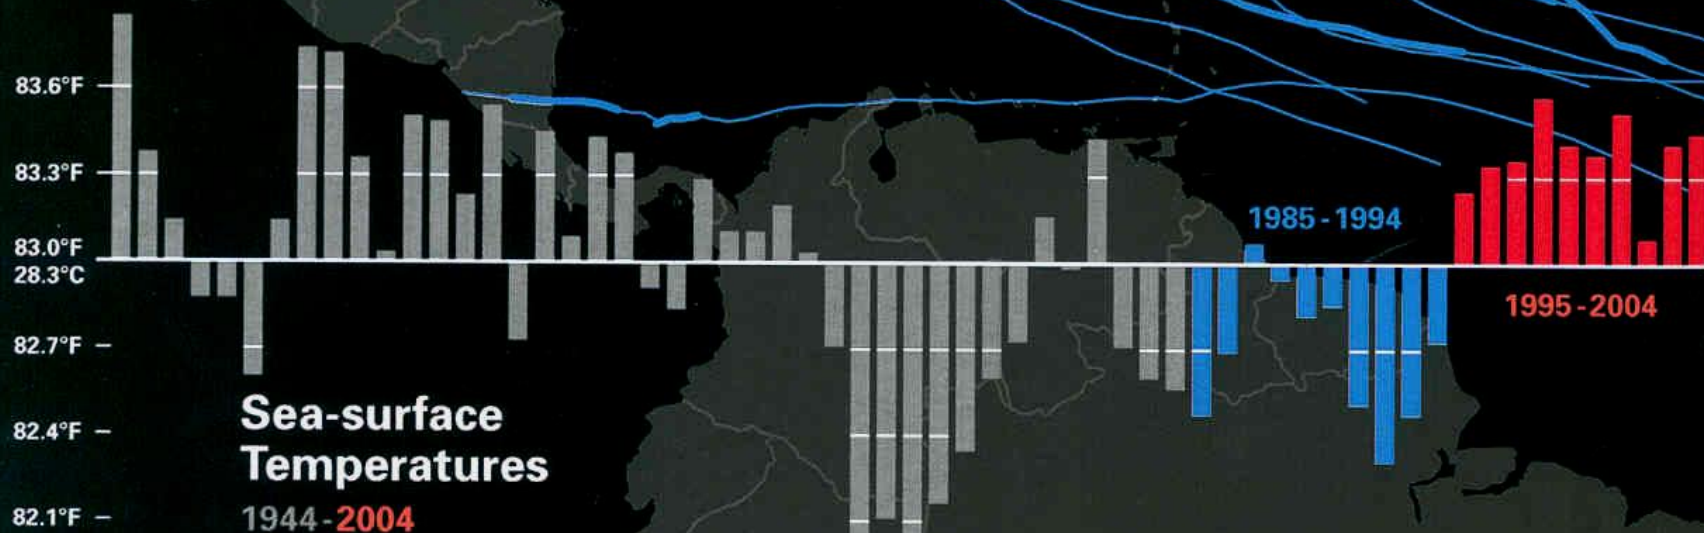 83.6°F
83.3°F
83.0°F
28.3°C
82.7°F
82.4°F
82.1°F
1985-1994
1995-2004
Sea-surface
Temperatures
1944-2004